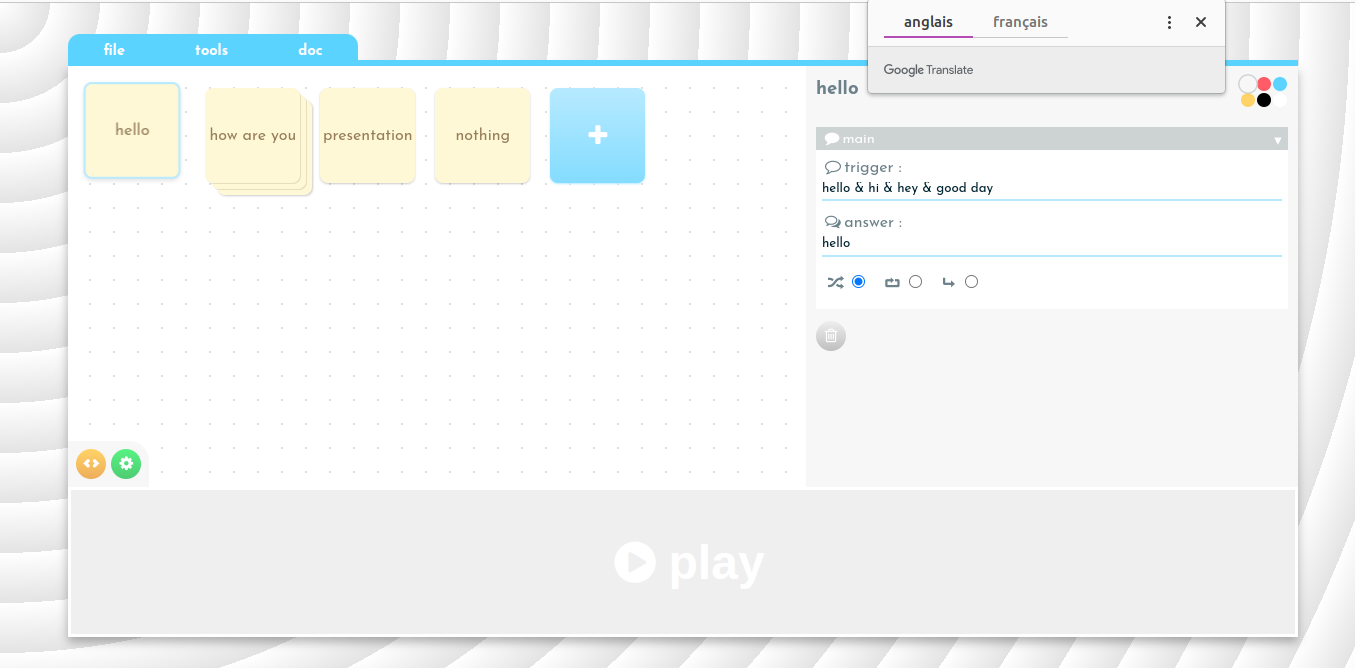 anglais français
Google Translate
file tools doc
hello
how are you
presentation
nothing
hello
main
trigger :
hello & hi & hey & good day
answer :
hello
play